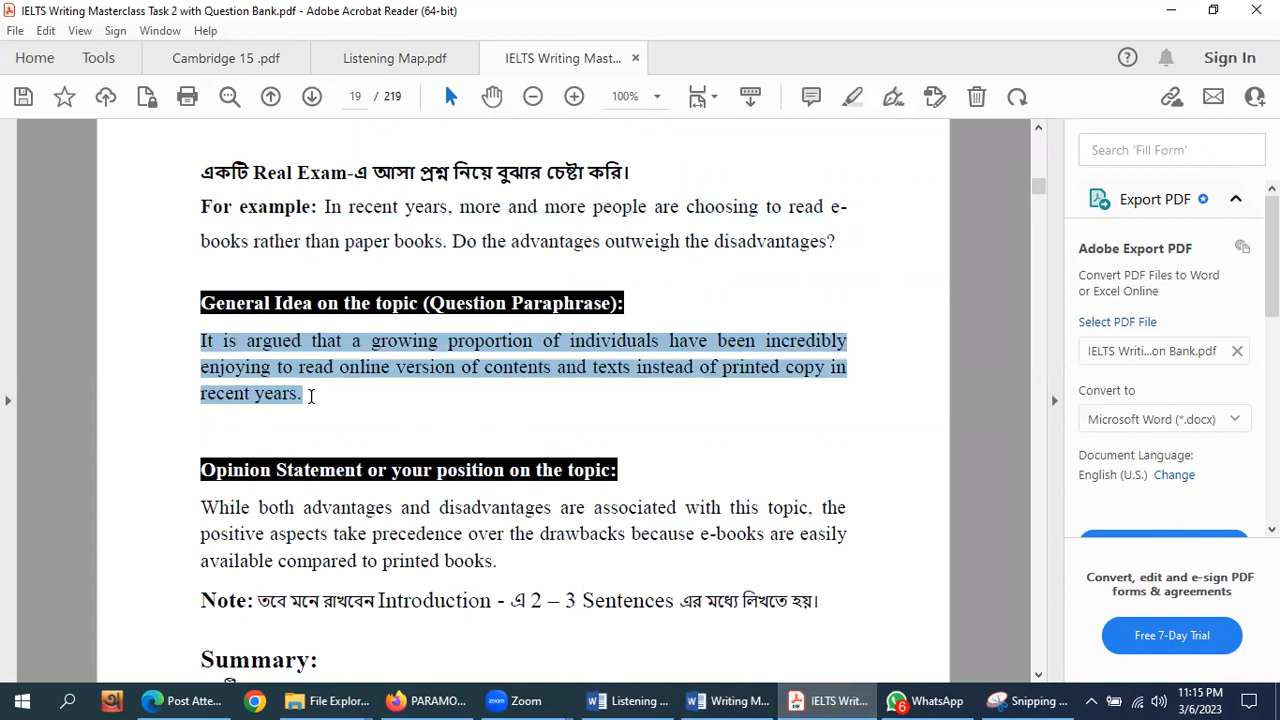 IELTS Writing Masterclass Task 2 with Question Bank.pdf - Adobe Acrobat Reader (64-bit)
File Edit View Sign Window Help
Home Tools Cambridge 15 .pdf Listening Map.pdf IELTS Writing Mast... × ? Sign In
19 / 219 100%
একটি Real Exam-এ আসা প্রশ্ন নিয়ে বুঝার চেষ্টা করি।
For example: In recent years, more and more people are choosing to read e-
books rather than paper books. Do the advantages outweigh the disadvantages?
General Idea on the topic (Question Paraphrase):
It is argued that a growing proportion of individuals have been incredibly
enjoying to read online version of contents and texts instead of printed copy in
recent years.
Opinion Statement or your position on the topic:
While both advantages and disadvantages are associated with this topic, the
positive aspects take precedence over the drawbacks because e-books are easily
available compared to printed books.
Note: তবে মনে রাখবেন Introduction - এ 2 – 3 Sentences এর মধ্যে লিখতে হয়।
Summary:
Search 'Fill Form'
Export PDF
Adobe Export PDF
Convert PDF Files to Word
or Excel Online
Select PDF File
IELTS Writi...on Bank.pdf
Convert to
Microsoft Word (*.docx)
Document Language:
English (U.S.) Change
Convert, edit and e-sign PDF
forms & agreements
Free 7-Day Trial
Post Atte... File Explor... PARAMO... Zoom Listening ... Writing M... IELTS Writ... 6 WhatsApp Snipping ... 11:15 PM
3/6/2023